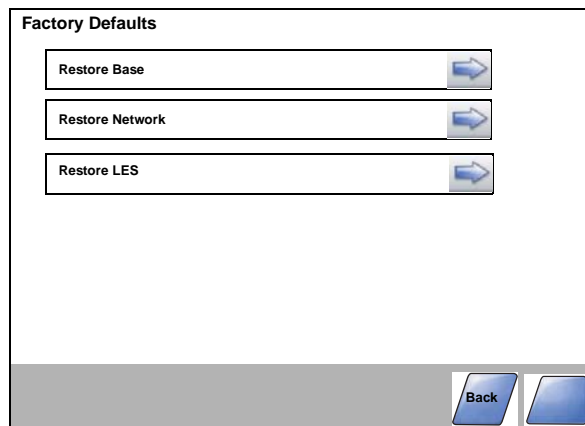 Factory Defaults
Restore Base
Restore Network
Restore LES
Back